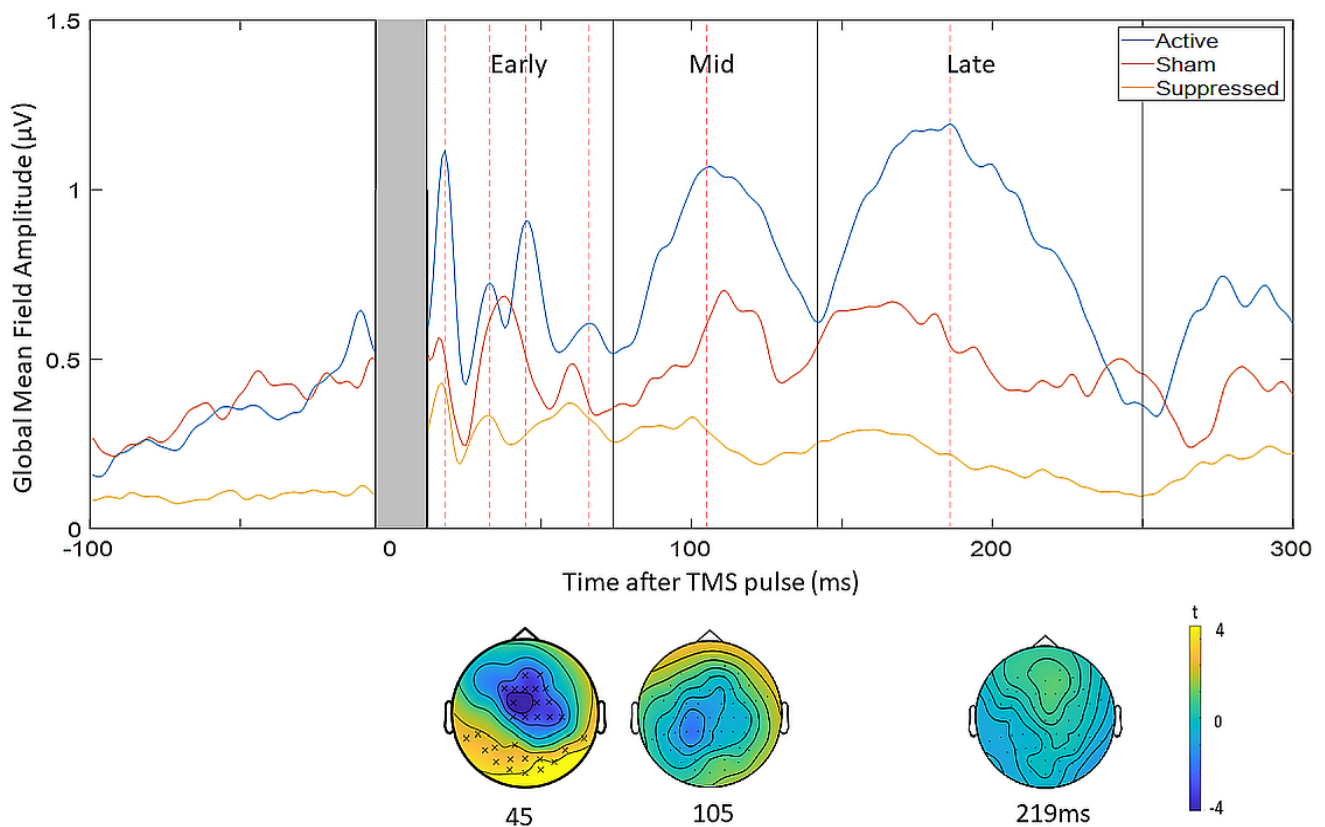 1.5
Early
Mid
Late
Active
Sham
Suppressed
1
0.5
0
Global Mean Field Amplitude (µV)
-100
0
100
200
300
Time after TMS pulse (ms)
t
4
0
-4
45
105
219ms